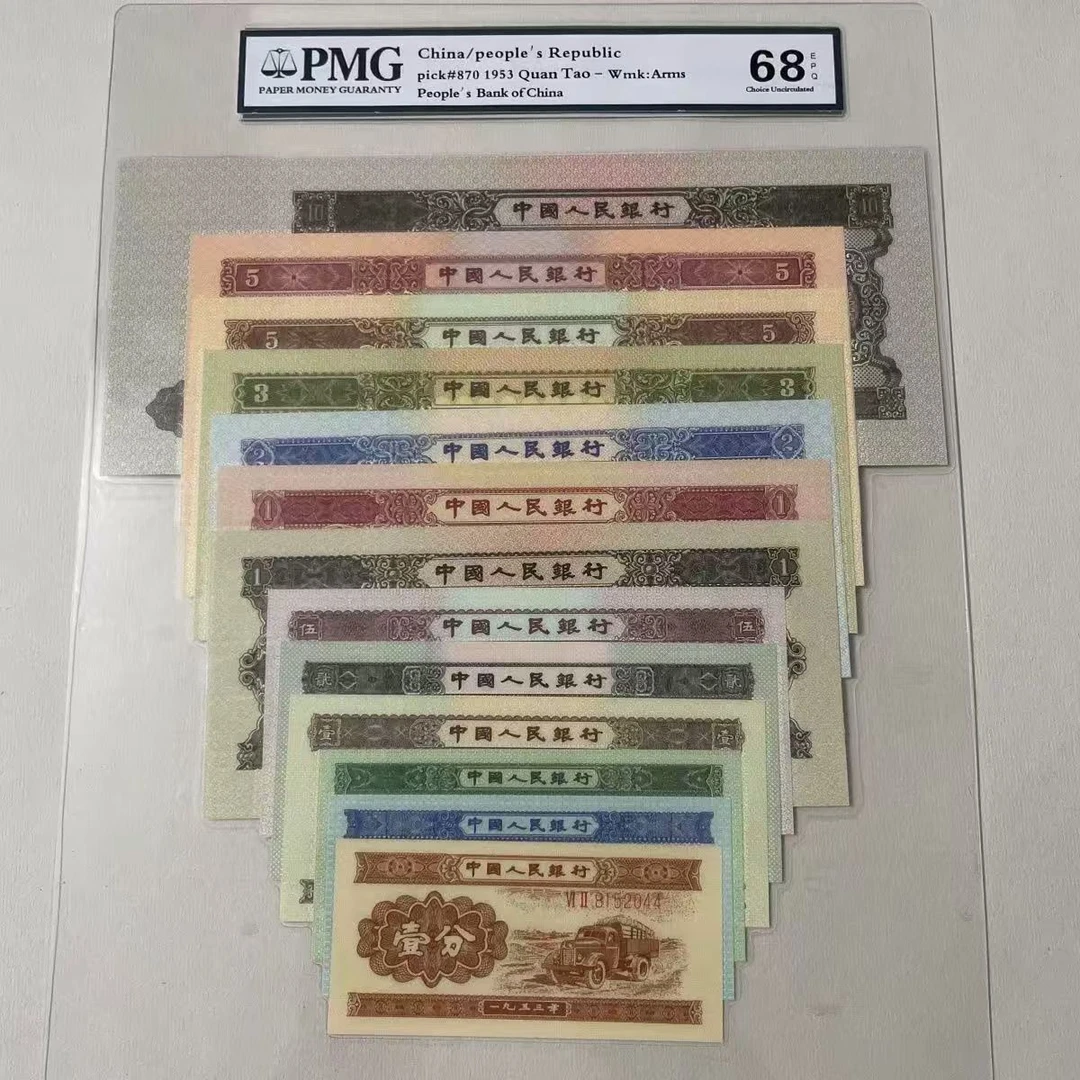 PMG
PAPER MONEY GUARANTY
China/people's Republic
pick#870 1953 Quan Tao - Wmk:Arms
People's Bank of China
68 EPQ
Choice Uncirculated
10 中國人民銀行 10
5 中國人民銀行 5
5 中國人民銀行 5
3 中國人民銀行 3
2 中國人民銀行 2
1 中國人民銀行 1
1 中國人民銀行 1
伍 中國人民銀行 伍
貳 中國人民銀行 貳
壹 中國人民銀行 壹
中國人民銀行
中國人民銀行
中國人民銀行
VI II 8152044
壹分
一九五三年